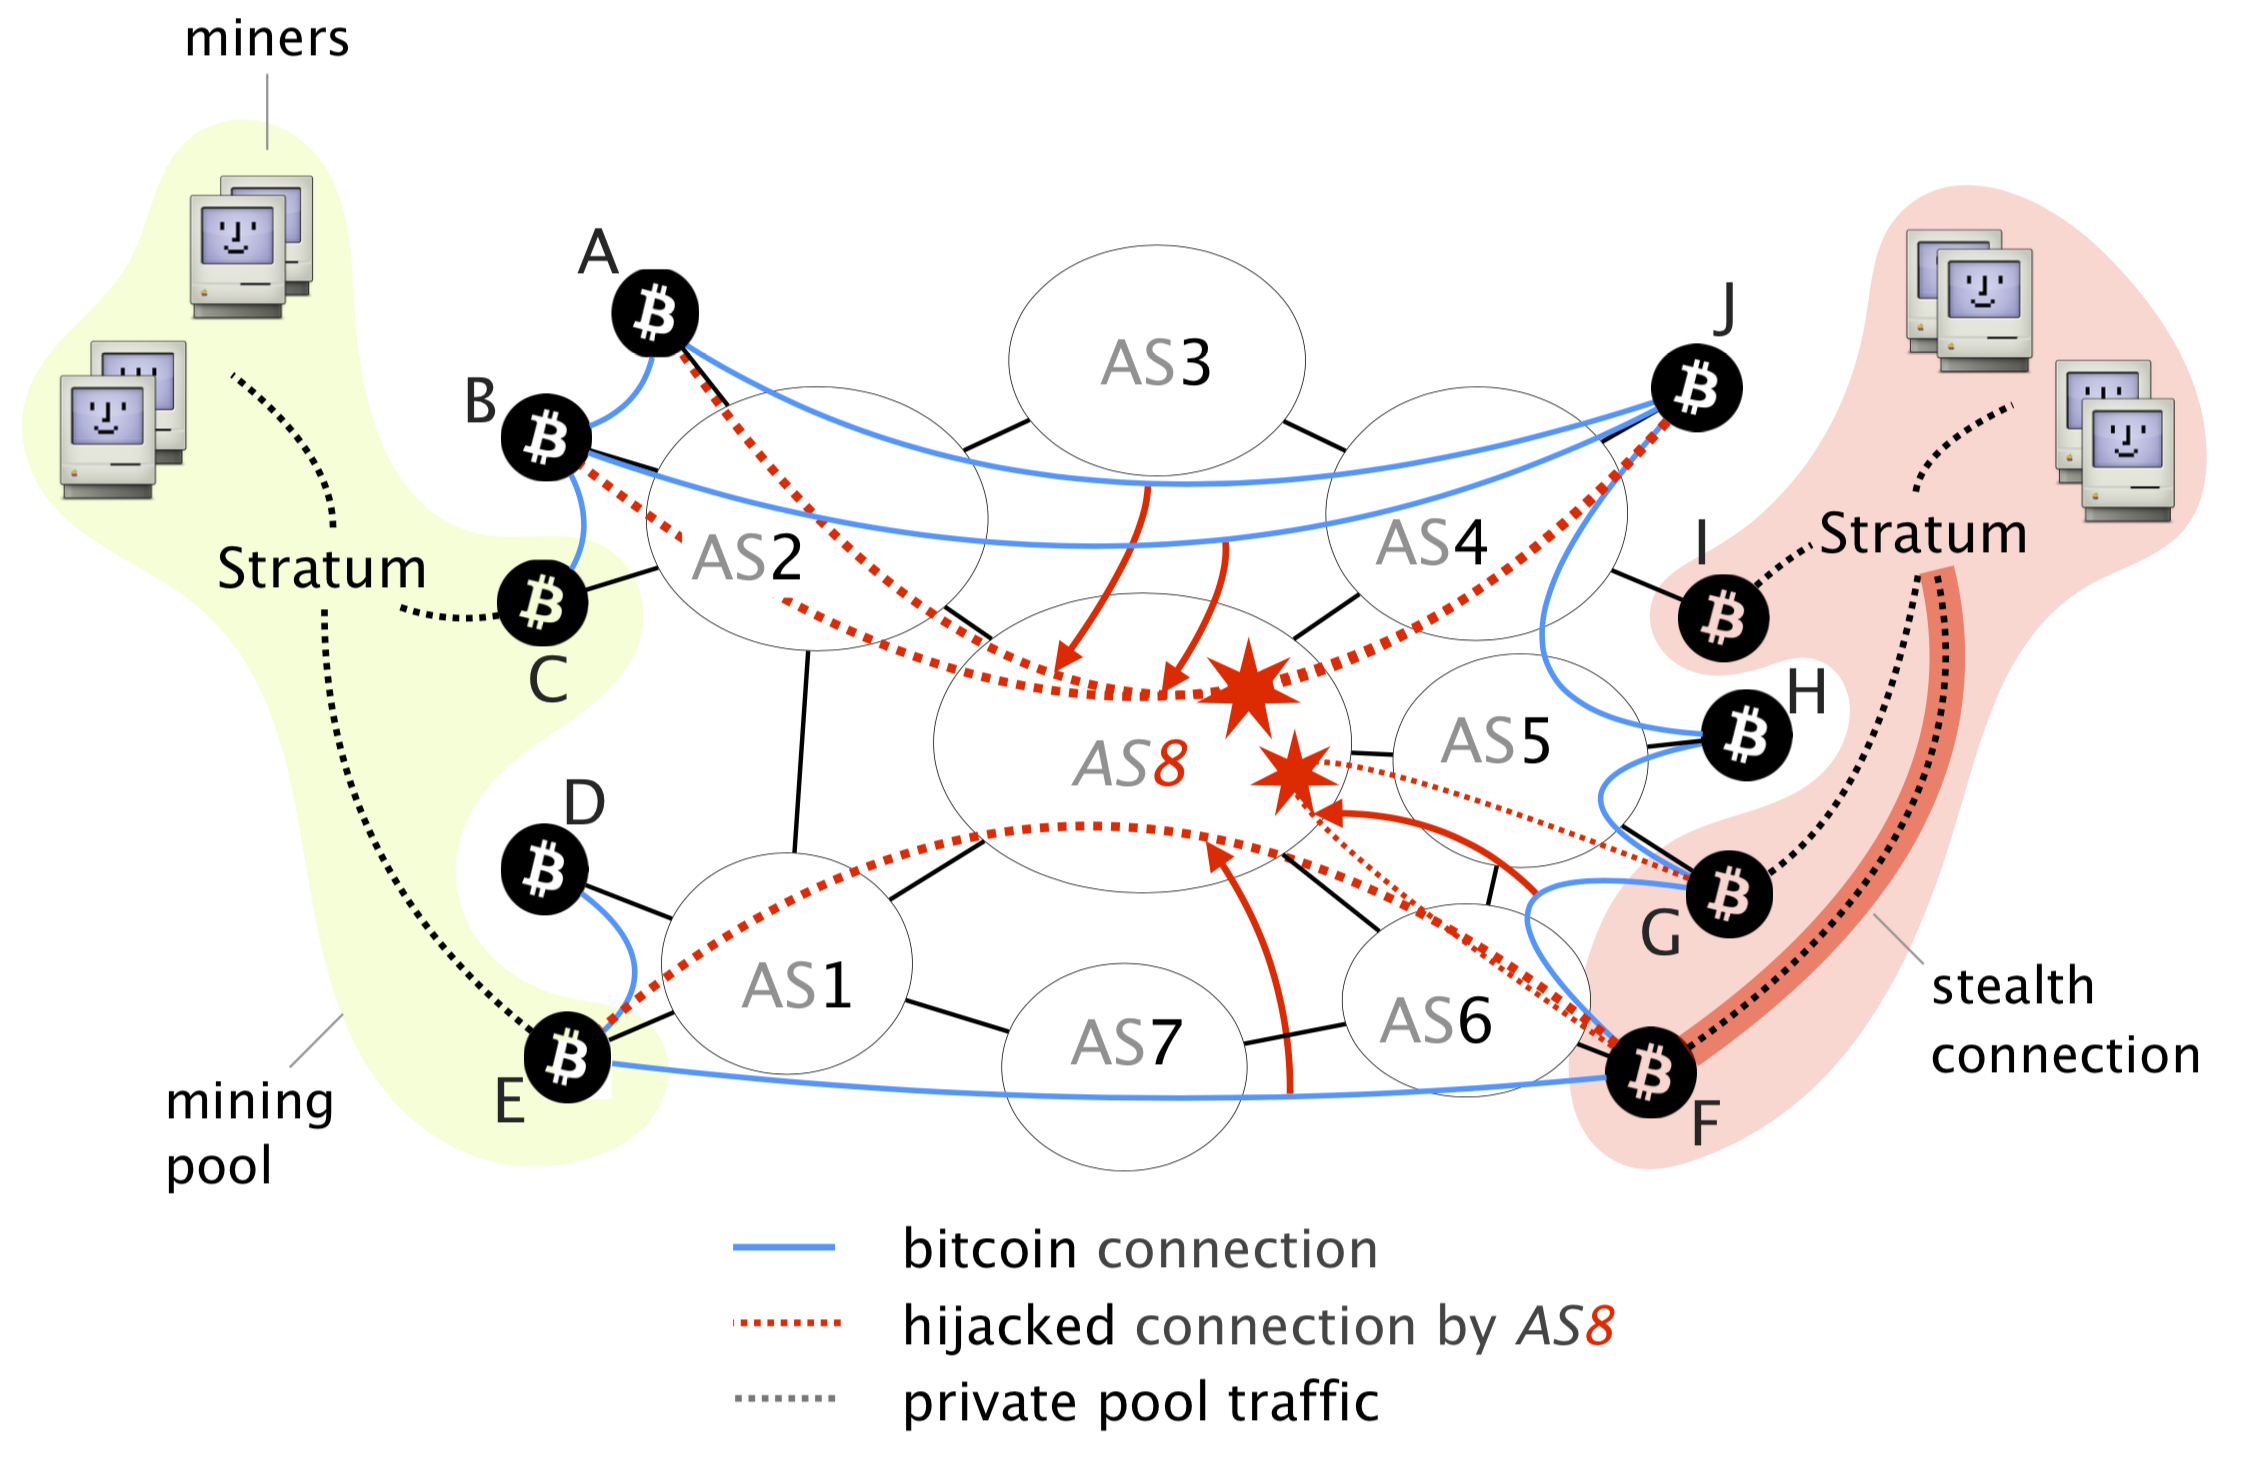 miners
A
J
AS3
B
AS4
I
Stratum
AS2
Stratum
C
H
AS5
AS8
D
G
AS1
stealth
connection
AS6
AS7
E
F
mining
pool
bitcoin connection
hijacked connection by AS8
private pool traffic